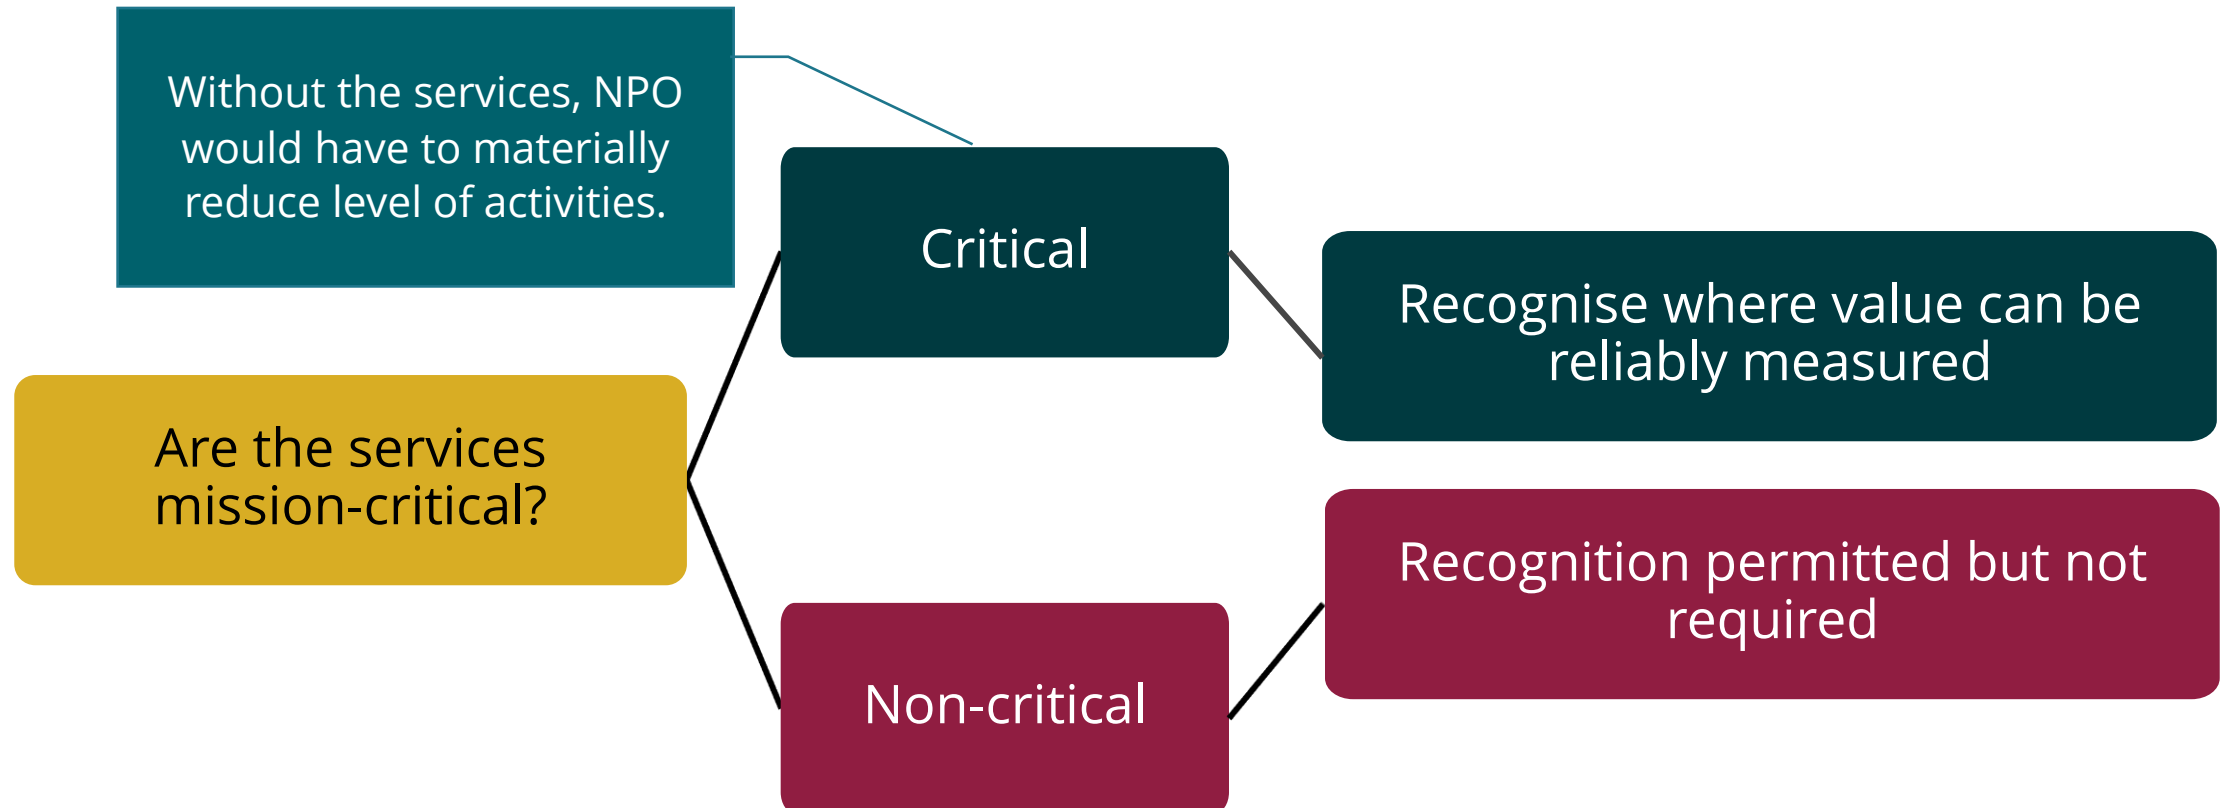 Without the services, NPO
would have to materially
reduce level of activities.
Critical
Recognise where value can be
reliably measured
Are the services
mission-critical?
Recognition permitted but not
required
Non-critical